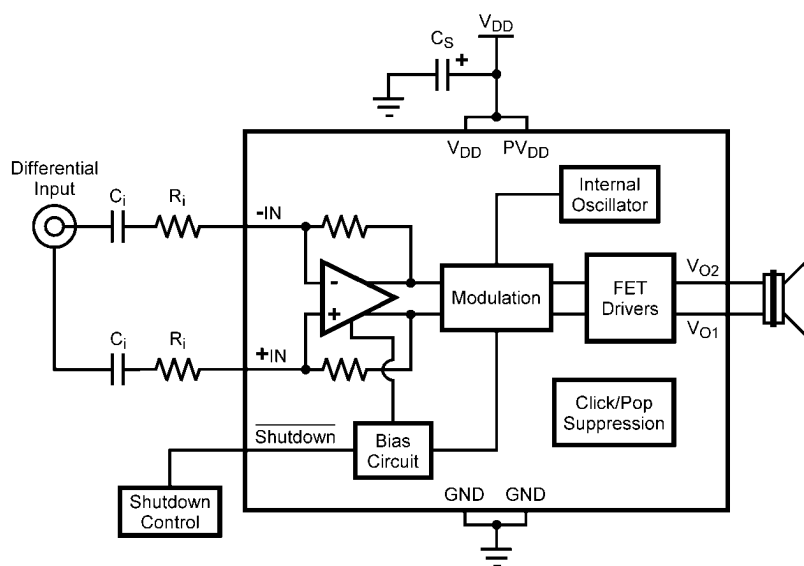 V_DD
C_S
+
V_DD PV_DD
Differential
Input
C_i R_i
-IN
Internal
Oscillator
-
+
Modulation
FET
Drivers
V_O2
V_O1
C_i R_i
+IN
Click/Pop
Suppression
Shutdown
Bias
Circuit
Shutdown
Control
GND GND